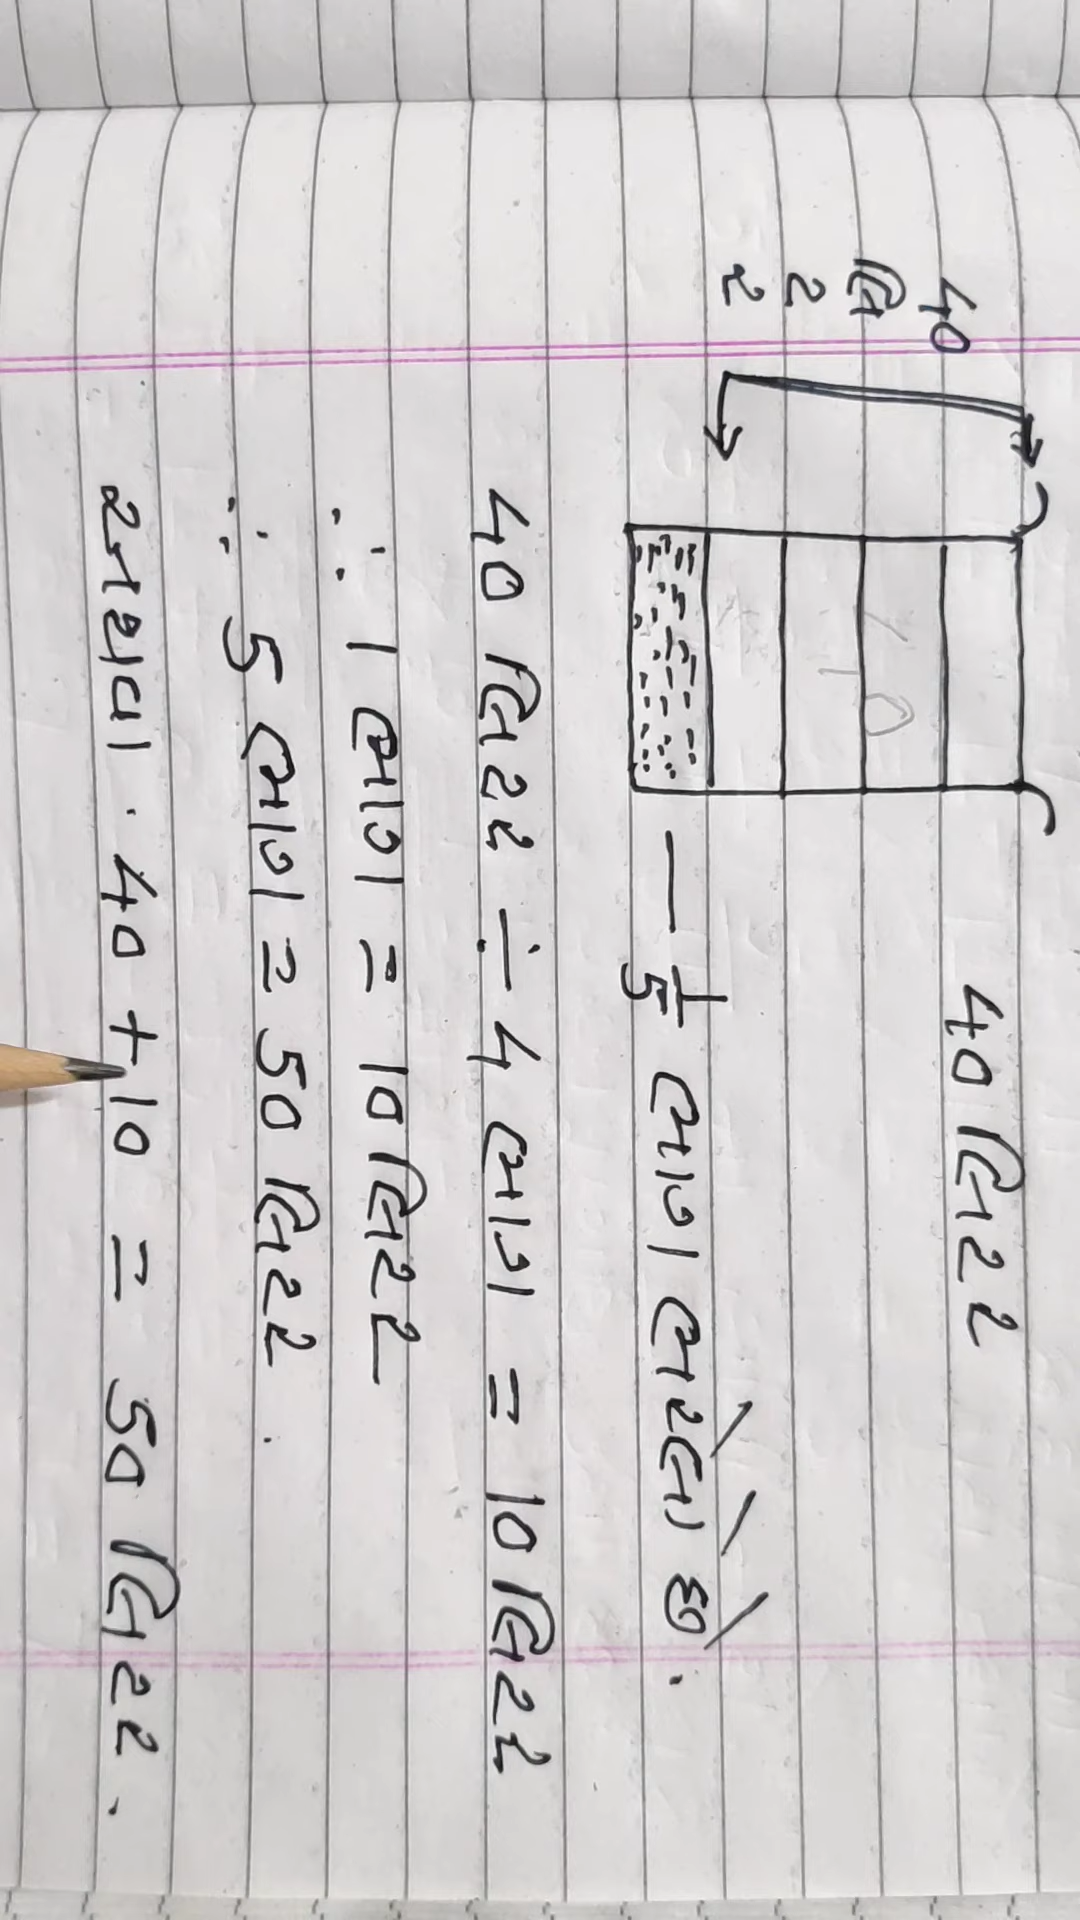 40 લિટર
40
લિ
ટ
ર
— 1/5 ભાગ ભરેલો છે.
40 લિટર ÷ 4 ભાગ = 10 લિટર
∴ 1 ભાગ = 10 લિટર
∴ 5 ભાગ = 50 લિટર.
અથવા. 40 + 10 = 50 લિટર.